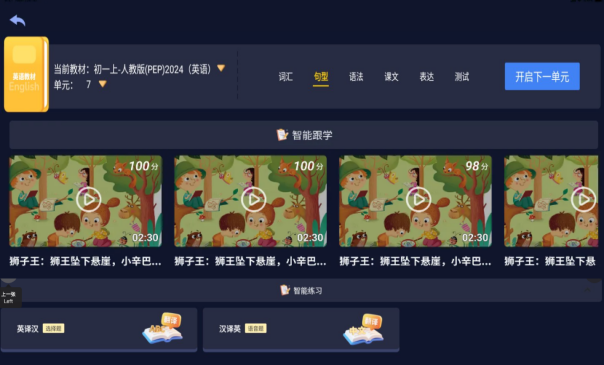 英语教材
English
当前教材：初一上-人教版(PEP)2024（英语）
单元： 7
词汇 句型 语法 课文 表达 测试
开启下一单元
智能跟学
100分 100分 98分
02:30 02:30 02:30
狮子王：狮王坠下悬崖，小辛巴... 狮子王：狮王坠下悬崖，小辛巴... 狮子王：狮王坠下悬崖，小辛巴... 狮子王：狮王坠下悬
智能练习
上一张
Left
英译汉 选择题 翻译
汉译英 语音题 翻译